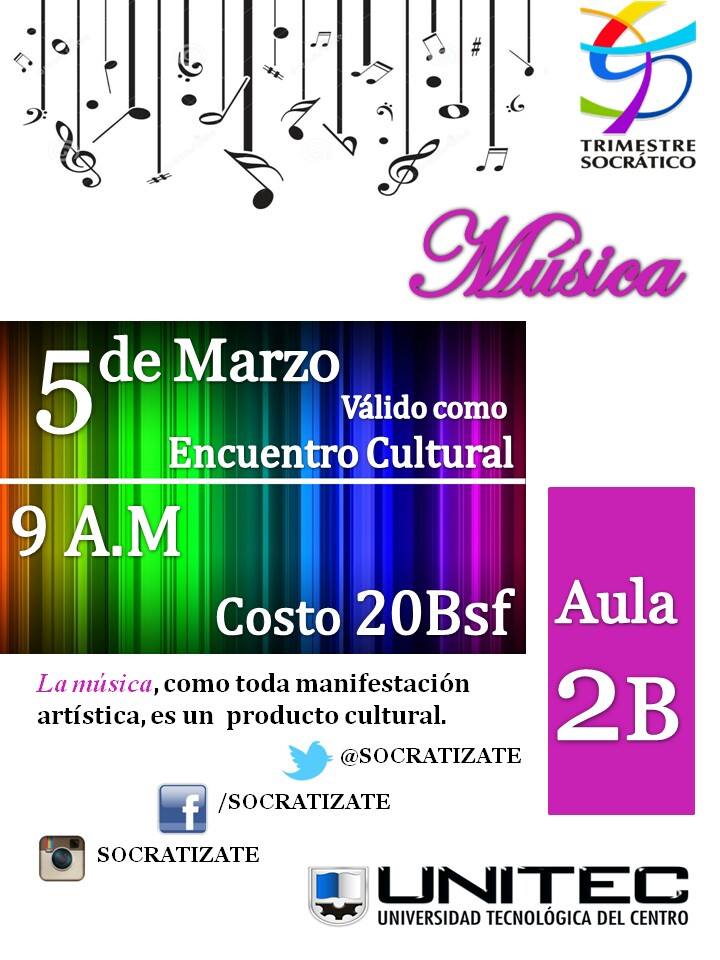 TRIMESTRE
SOCRÁTICO
Música
5 de Marzo
Válido como
Encuentro Cultural
9 A.M
Costo 20Bsf
Aula
2B
La música, como toda manifestación
artística, es un producto cultural.
@SOCRATIZATE
/SOCRATIZATE
SOCRATIZATE
UNITEC
UNIVERSIDAD TECNOLÓGICA DEL CENTRO